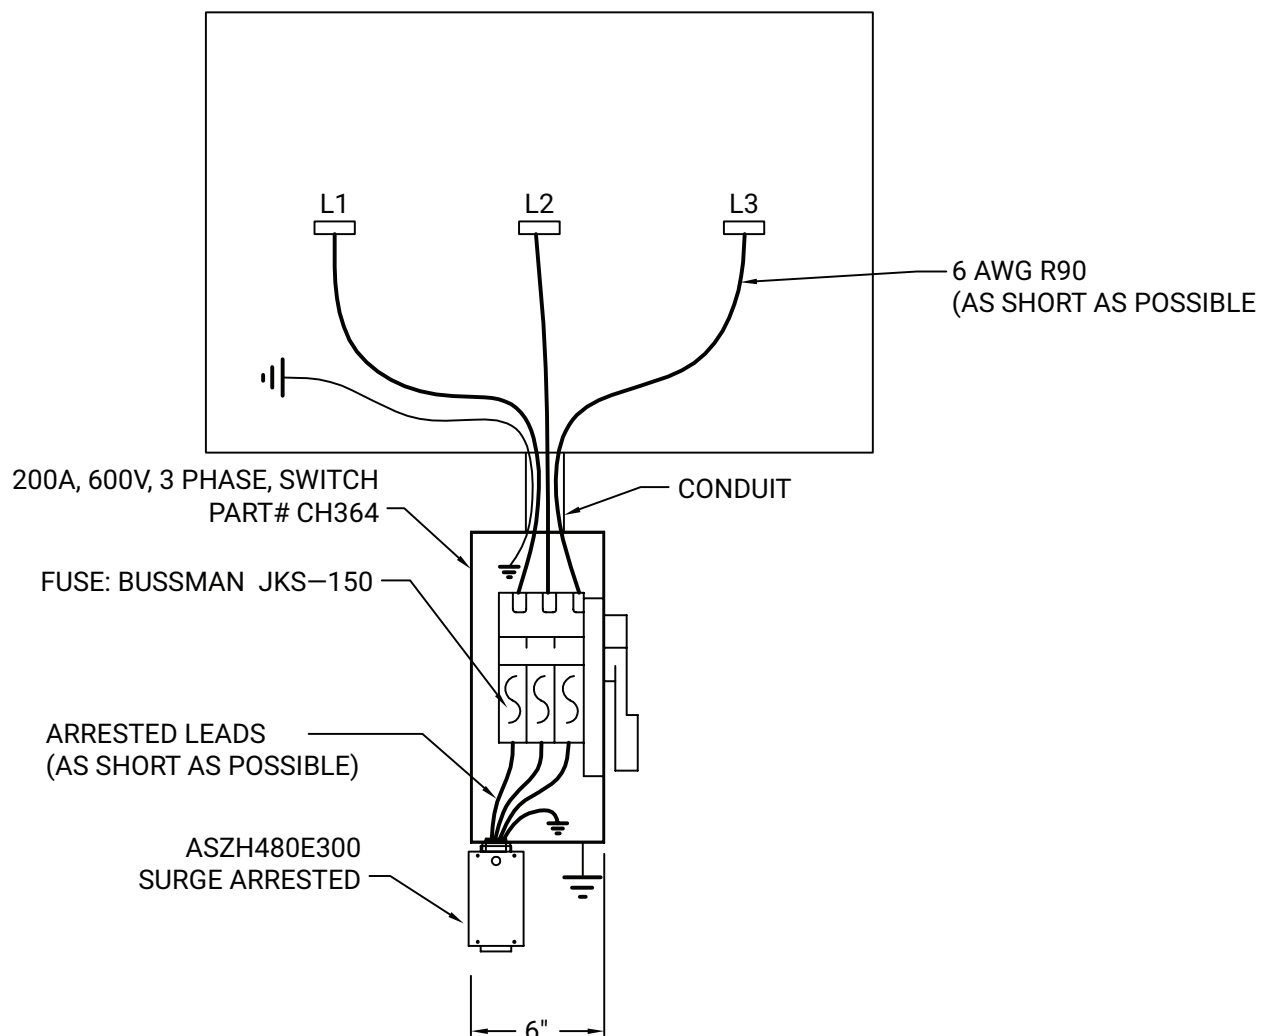 L1
L2
L3
6 AWG R90
(AS SHORT AS POSSIBLE
200A, 600V, 3 PHASE, SWITCH
PART# CH364
CONDUIT
FUSE: BUSSMAN JKS–150
ARRESTED LEADS
(AS SHORT AS POSSIBLE)
ASZH480E300
SURGE ARRESTED
6"